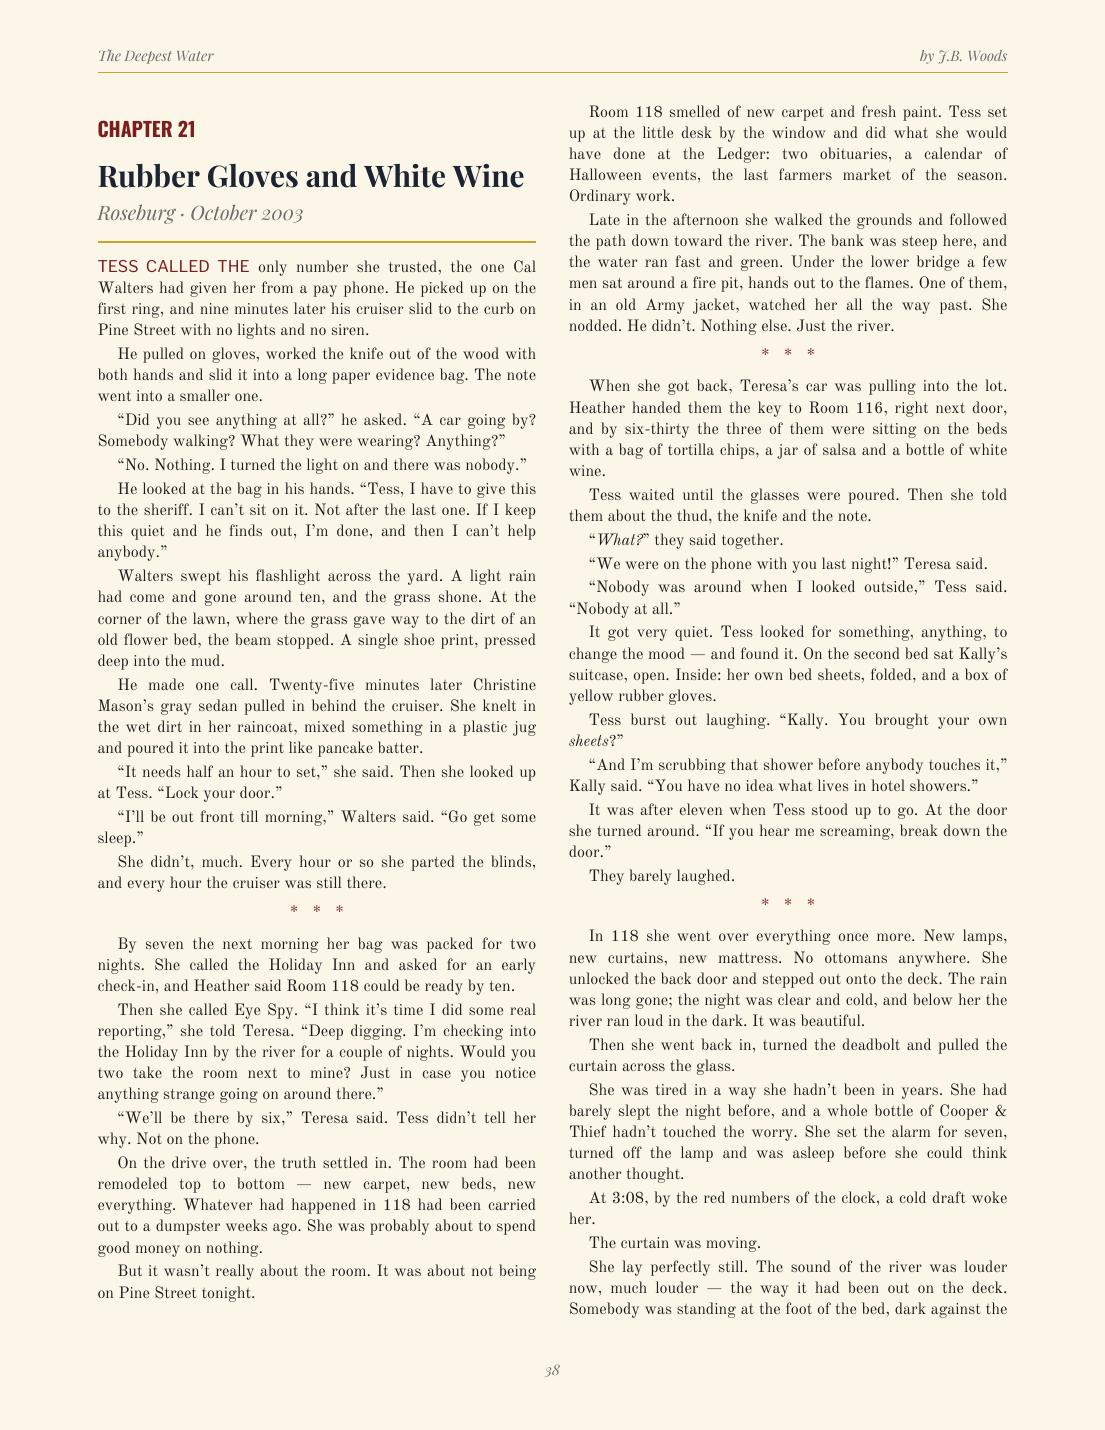 The Deepest Water
by J.B. Woods
CHAPTER 21
Rubber Gloves and White Wine
Roseburg · October 2003
TESS CALLED THE only number she trusted, the one Cal
Walters had given her from a pay phone. He picked up on the
first ring, and nine minutes later his cruiser slid to the curb on
Pine Street with no lights and no siren.
He pulled on gloves, worked the knife out of the wood with
both hands and slid it into a long paper evidence bag. The note
went into a smaller one.
“Did you see anything at all?” he asked. “A car going by?
Somebody walking? What they were wearing? Anything?”
“No. Nothing. I turned the light on and there was nobody.”
He looked at the bag in his hands. “Tess, I have to give this
to the sheriff. I can’t sit on it. Not after the last one. If I keep
this quiet and he finds out, I’m done, and then I can’t help
anybody.”
Walters swept his flashlight across the yard. A light rain
had come and gone around ten, and the grass shone. At the
corner of the lawn, where the grass gave way to the dirt of an
old flower bed, the beam stopped. A single shoe print, pressed
deep into the mud.
He made one call. Twenty-five minutes later Christine
Mason’s gray sedan pulled in behind the cruiser. She knelt in
the wet dirt in her raincoat, mixed something in a plastic jug
and poured it into the print like pancake batter.
“It needs half an hour to set,” she said. Then she looked up
at Tess. “Lock your door.”
“I’ll be out front till morning,” Walters said. “Go get some
sleep.”
She didn’t, much. Every hour or so she parted the blinds,
and every hour the cruiser was still there.
* * *
By seven the next morning her bag was packed for two
nights. She called the Holiday Inn and asked for an early
check-in, and Heather said Room 118 could be ready by ten.
Then she called Eye Spy. “I think it’s time I did some real
reporting,” she told Teresa. “Deep digging. I’m checking into
the Holiday Inn by the river for a couple of nights. Would you
two take the room next to mine? Just in case you notice
anything strange going on around there.”
“We’ll be there by six,” Teresa said. Tess didn’t tell her
why. Not on the phone.
On the drive over, the truth settled in. The room had been
remodeled top to bottom — new carpet, new beds, new
everything. Whatever had happened in 118 had been carried
out to a dumpster weeks ago. She was probably about to spend
good money on nothing.
But it wasn’t really about the room. It was about not being
on Pine Street tonight.
Room 118 smelled of new carpet and fresh paint. Tess set
up at the little desk by the window and did what she would
have done at the Ledger: two obituaries, a calendar of
Halloween events, the last farmers market of the season.
Ordinary work.
Late in the afternoon she walked the grounds and followed
the path down toward the river. The bank was steep here, and
the water ran fast and green. Under the lower bridge a few
men sat around a fire pit, hands out to the flames. One of them,
in an old Army jacket, watched her all the way past. She
nodded. He didn’t. Nothing else. Just the river.
* * *
When she got back, Teresa’s car was pulling into the lot.
Heather handed them the key to Room 116, right next door,
and by six-thirty the three of them were sitting on the beds
with a bag of tortilla chips, a jar of salsa and a bottle of white
wine.
Tess waited until the glasses were poured. Then she told
them about the thud, the knife and the note.
“What?” they said together.
“We were on the phone with you last night!” Teresa said.
“Nobody was around when I looked outside,” Tess said.
“Nobody at all.”
It got very quiet. Tess looked for something, anything, to
change the mood — and found it. On the second bed sat Kally’s
suitcase, open. Inside: her own bed sheets, folded, and a box of
yellow rubber gloves.
Tess burst out laughing. “Kally. You brought your own
sheets?”
“And I’m scrubbing that shower before anybody touches it,”
Kally said. “You have no idea what lives in hotel showers.”
It was after eleven when Tess stood up to go. At the door
she turned around. “If you hear me screaming, break down the
door.”
They barely laughed.
* * *
In 118 she went over everything once more. New lamps,
new curtains, new mattress. No ottomans anywhere. She
unlocked the back door and stepped out onto the deck. The rain
was long gone; the night was clear and cold, and below her the
river ran loud in the dark. It was beautiful.
Then she went back in, turned the deadbolt and pulled the
curtain across the glass.
She was tired in a way she hadn’t been in years. She had
barely slept the night before, and a whole bottle of Cooper &
Thief hadn’t touched the worry. She set the alarm for seven,
turned off the lamp and was asleep before she could think
another thought.
At 3:08, by the red numbers of the clock, a cold draft woke
her.
The curtain was moving.
She lay perfectly still. The sound of the river was louder
now, much louder — the way it had been out on the deck.
Somebody was standing at the foot of the bed, dark against the
38